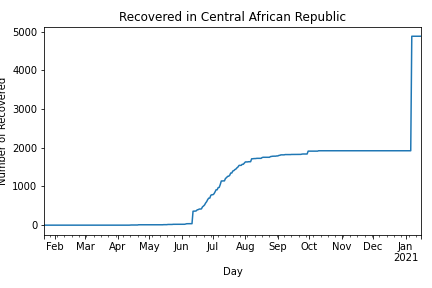 Recovered in Central African Republic
Number of Recovered
5000
4000
3000
2000
1000
0
Feb Mar Apr May Jun Jul Aug Sep Oct Nov Dec Jan
2021
Day